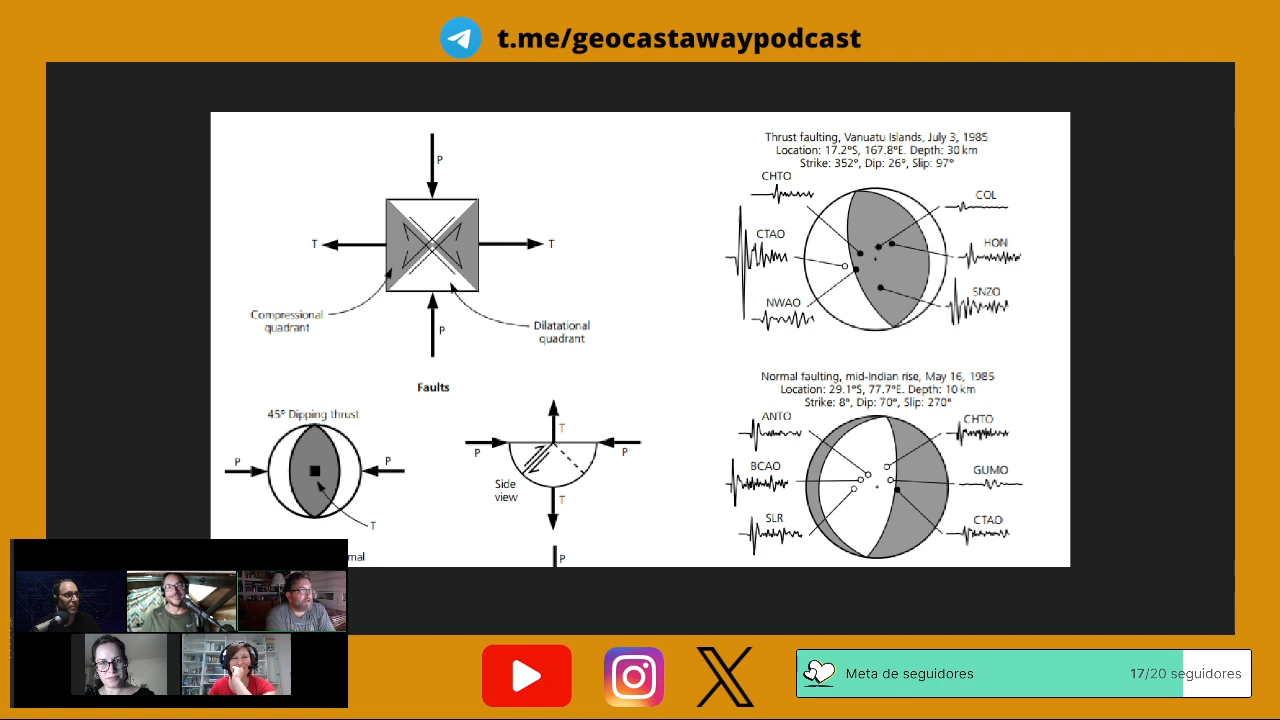 t.me/geocastawaypodcast
P
T
T
Compressional
quadrant
P
Dilatational
quadrant
Faults
45° Dipping thrust
P
P
T
T
P
P
Side
view
T
P
mal
Thrust faulting, Vanuatu Islands, July 3, 1985
Location: 17.2°S, 167.8°E. Depth: 30 km
Strike: 352°, Dip: 26°, Slip: 97°
CHTO
COL
CTAO
HON
NWAO
SNZO
Normal faulting, mid-Indian rise, May 16, 1985
Location: 29.1°S, 77.7°E. Depth: 10 km
Strike: 8°, Dip: 70°, Slip: 270°
ANTO
CHTO
BCAO
GUMO
SLR
CTAO
Meta de seguidores
17/20 seguidores